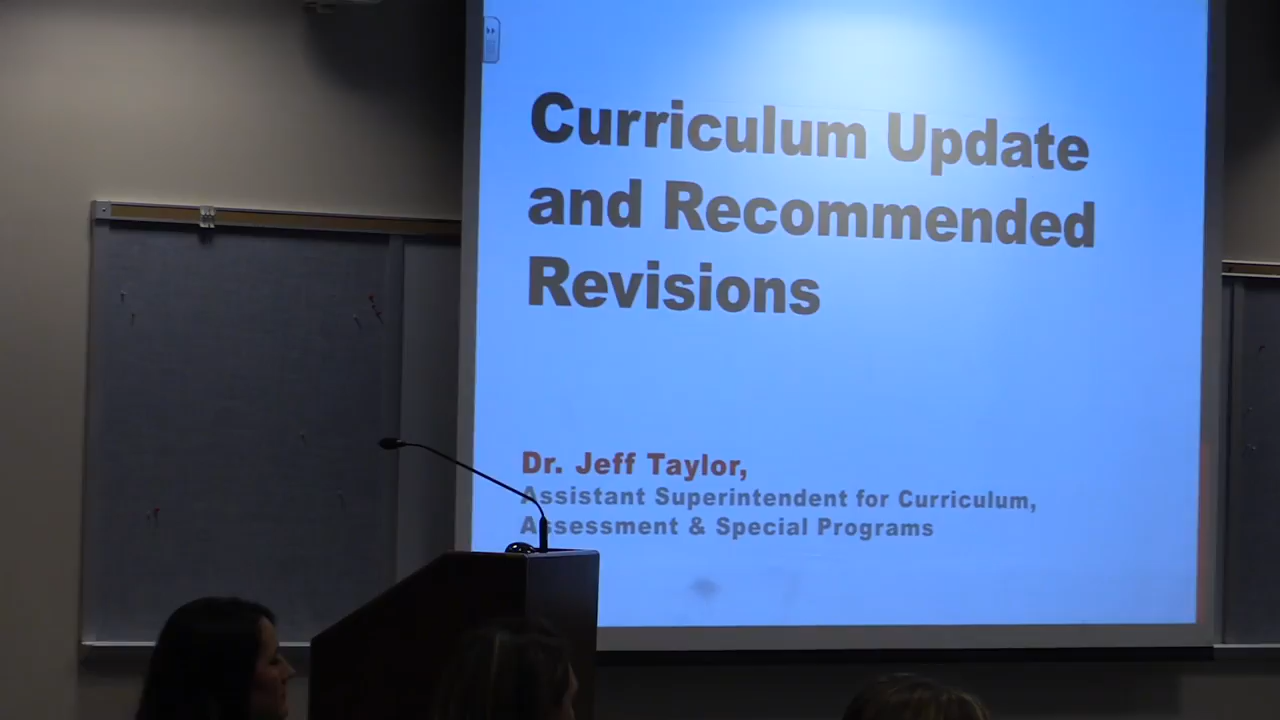 Curriculum Update
and Recommended
Revisions
Dr. Jeff Taylor,
Assistant Superintendent for Curriculum,
Assessment & Special Programs